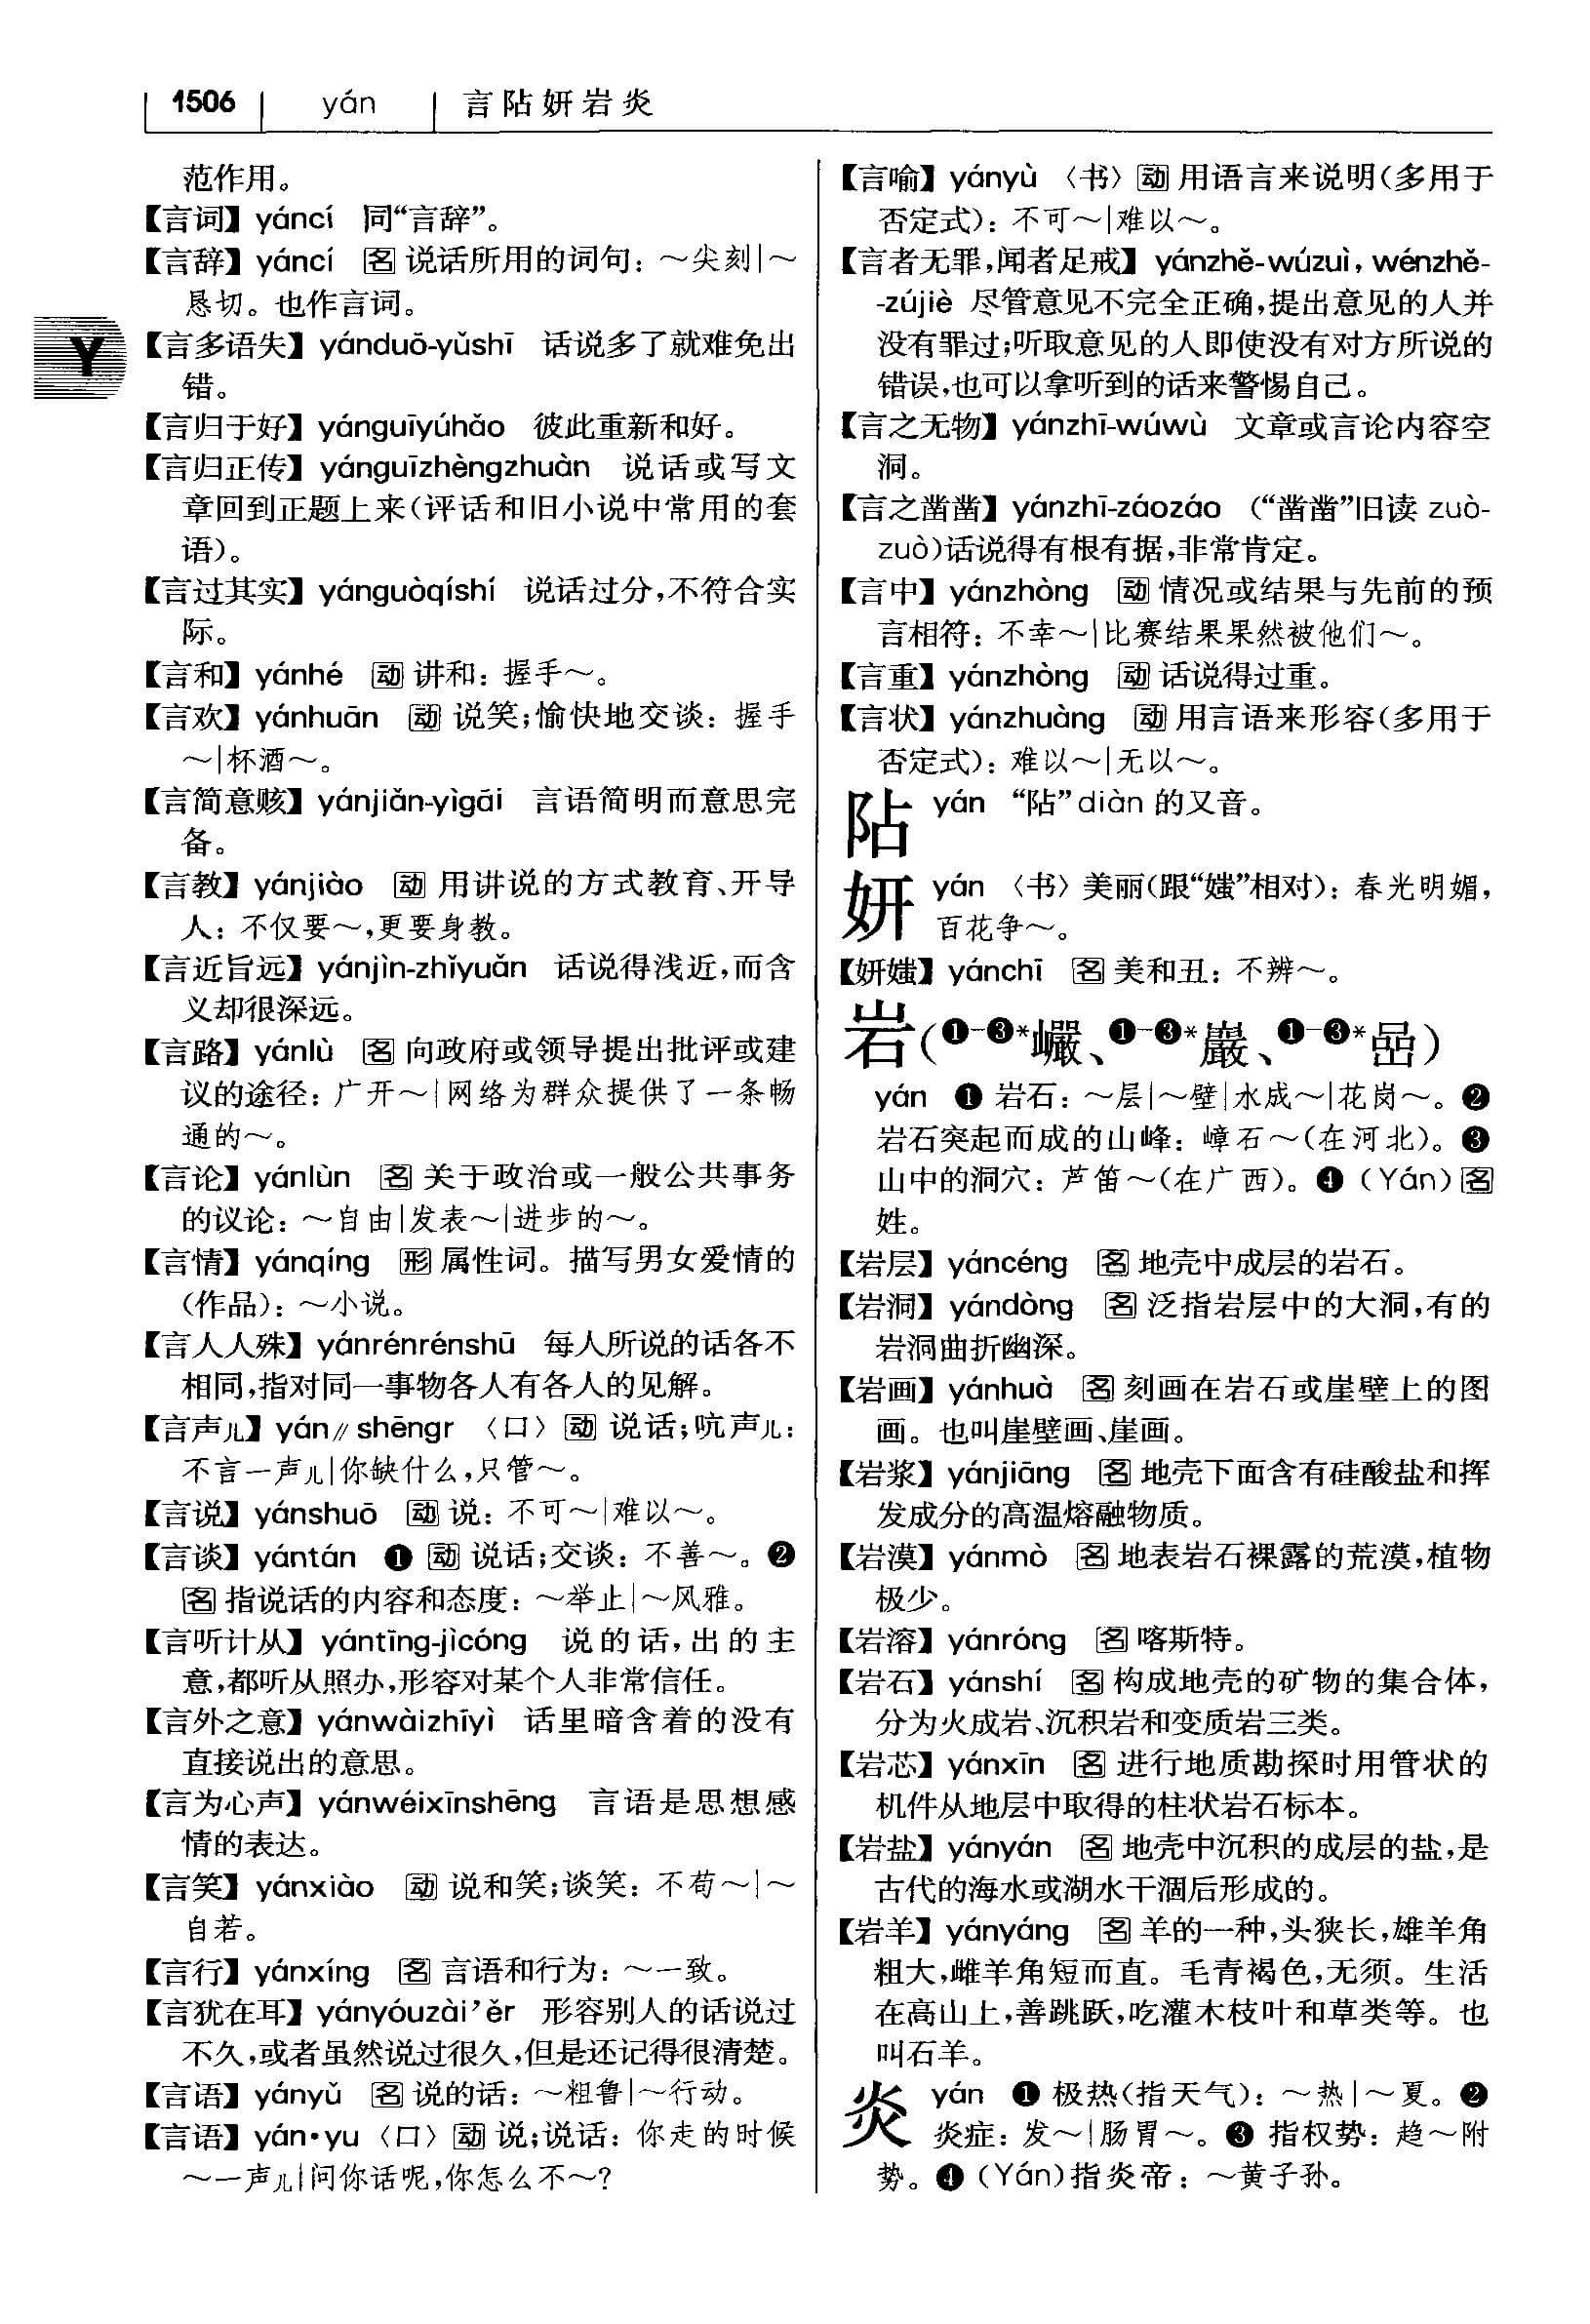 1506 yán 言阽妍岩炎
范作用。
【言词】yáncí 同“言辞”。
【言辞】yáncí 名 说话所用的词句：～尖刻|～
恳切。也作言词。
Y
【言多语失】yánduō-yǔshī 话说多了就难免出
错。
【言归于好】yánguīyúhǎo 彼此重新和好。
【言归正传】yánguīzhèngzhuàn 说话或写文
章回到正题上来（评话和旧小说中常用的套
语）。
【言过其实】yánguòqíshí 说话过分，不符合实
际。
【言和】yánhé 动 讲和：握手～。
【言欢】yánhuān 动 说笑；愉快地交谈：握手
～|杯酒～。
【言简意赅】yánjiǎn-yìgāi 言语简明而意思完
备。
【言教】yánjiào 动 用讲说的方式教育、开导
人：不仅要～，更要身教。
【言近旨远】yánjìn-zhǐyuǎn 话说得浅近，而含
义却很深远。
【言路】yánlù 名 向政府或领导提出批评或建
议的途径：广开～|网络为群众提供了一条畅
通的～。
【言论】yánlùn 名 关于政治或一般公共事务
的议论：～自由|发表～|进步的～。
【言情】yánqíng 形 属性词。描写男女爱情的
（作品）：～小说。
【言人人殊】yánrénrénshū 每人所说的话各不
相同，指对同一事物各人有各人的见解。
【言声儿】yán∥shēngr 〈口〉动 说话；吭声儿：
不言一声儿|你缺什么，只管～。
【言说】yánshuō 动 说：不可～|难以～。
【言谈】yántán ❶ 动 说话；交谈：不善～。❷
名 指说话的内容和态度：～举止|～风雅。
【言听计从】yántīng-jìcóng 说的话，出的主
意，都听从照办，形容对某个人非常信任。
【言外之意】yánwàizhīyì 话里暗含着的没有
直接说出的意思。
【言为心声】yánwéixīnshēng 言语是思想感
情的表达。
【言笑】yánxiào 动 说和笑；谈笑：不苟～|～
自若。
【言行】yánxíng 名 言语和行为：～一致。
【言犹在耳】yányóuzài’ěr 形容别人的话说过
不久，或者虽然说过很久，但是还记得很清楚。
【言语】yányǔ 名 说的话：～粗鲁|～行动。
【言语】yán•yu〈口〉动 说；说话：你走的时候
～一声儿|问你话呢，你怎么不～？
【言喻】yányù 〈书〉动 用语言来说明（多用于
否定式）：不可～|难以～。
【言者无罪，闻者足戒】yánzhě-wúzuì，wénzhě-
-zújiè 尽管意见不完全正确，提出意见的人并
没有罪过；听取意见的人即使没有对方所说的
错误，也可以拿听到的话来警惕自己。
【言之无物】yánzhī-wúwù 文章或言论内容空
洞。
【言之凿凿】yánzhī-záozáo （“凿凿”旧读 zuò-
zuò）话说得有根有据，非常肯定。
【言中】yánzhòng 动 情况或结果与先前的预
言相符：不幸～|比赛结果果然被他们～。
【言重】yánzhòng 动 话说得过重。
【言状】yánzhuàng 动 用言语来形容（多用于
否定式）：难以～|无以～。
阽 yán “阽”diàn 的又音。
妍 yán 〈书〉美丽（跟“媸”相对）：春光明媚，
百花争～。
【妍媸】yánchī 名 美和丑：不辨～。
岩（❶-❸*巗、❶-❸*巖、❶-❸*嵒）
yán ❶ 岩石：～层|～壁|水成～|花岗～。❷
岩石突起而成的山峰：嶂石～（在河北）。❸
山中的洞穴：芦笛～（在广西）。❹（Yán）名
姓。
【岩层】yáncéng 名 地壳中成层的岩石。
【岩洞】yándòng 名 泛指岩层中的大洞，有的
岩洞曲折幽深。
【岩画】yánhuà 名 刻画在岩石或崖壁上的图
画。也叫崖壁画、崖画。
【岩浆】yánjiāng 名 地壳下面含有硅酸盐和挥
发成分的高温熔融物质。
【岩漠】yánmò 名 地表岩石裸露的荒漠，植物
极少。
【岩溶】yánróng 名 喀斯特。
【岩石】yánshí 名 构成地壳的矿物的集合体，
分为火成岩、沉积岩和变质岩三类。
【岩芯】yánxīn 名 进行地质勘探时用管状的
机件从地层中取得的柱状岩石标本。
【岩盐】yányán 名 地壳中沉积的成层的盐，是
古代的海水或湖水干涸后形成的。
【岩羊】yányáng 名 羊的一种，头狭长，雄羊角
粗大，雌羊角短而直。毛青褐色，无须。生活
在高山上，善跳跃，吃灌木枝叶和草类等。也
叫石羊。
炎 yán ❶ 极热（指天气）：～热|～夏。❷
炎症：发～|肠胃～。❸ 指权势：趋～附
势。❹（Yán）指炎帝：～黄子孙。